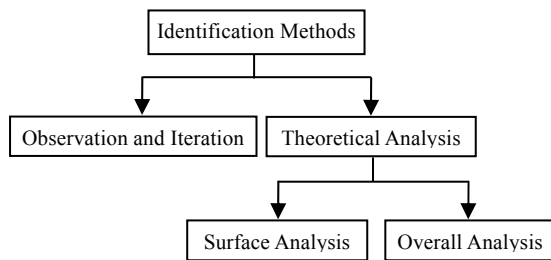 Identification Methods
Observation and Iteration
Theoretical Analysis
Surface Analysis
Overall Analysis